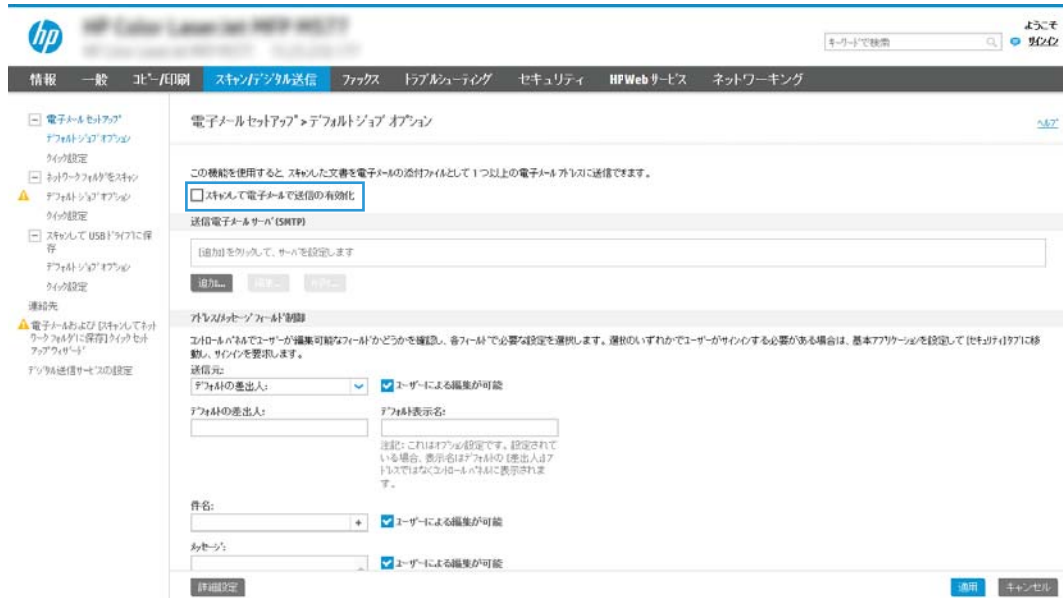 hp
ようこそ
キーワードで検索
サインイン
情報 一般 コピー/印刷 スキャン/デジタル送信 ファックス トラブルシューティング セキュリティ HPWeb サービス ネットワーキング
電子メールセットアップ
デフォルトジョブオプション
クイック設定
ネットワークフォルダをスキャン
デフォルトジョブオプション
クイック設定
スキャンして USBドライブに保
存
デフォルトジョブオプション
クイック設定
連絡先
電子メールおよび [スキャンしてネット
ワークフォルダに保存] クイックセット
アップウィザード
デジタル送信サービスの設定
電子メールセットアップ > デフォルトジョブ オプション
ヘルプ
この機能を使用すると、スキャンした文書を電子メールの添付ファイルとして 1 つ以上の電子メールアドレスに送信できます。
スキャンして電子メールで送信の有効化
送信電子メールサーバ (SMTP)
[追加] をクリックして、サーバを設定します
追加...
アドレス/メッセージ フィールド制御
コントロールパネルでユーザーが編集可能なフィールドかどうかを確認し、各フィールドで必要な設定を選択します。選択のいずれかでユーザーがサインインする必要がある場合は、基本アプリケーションを設定して [セキュリティ] タブに移
動し、サインインを要求します。
送信元:
デフォルトの差出人:
ユーザーによる編集が可能
デフォルトの差出人:
デフォルト表示名:
注記: これはオプション設定です。設定されて
いる場合、表示名はデフォルトの [差出人] ア
ドレスではなくコントロールパネルに表示されま
す。
件名:
ユーザーによる編集が可能
メッセージ:
ユーザーによる編集が可能
詳細設定
適用
キャンセル